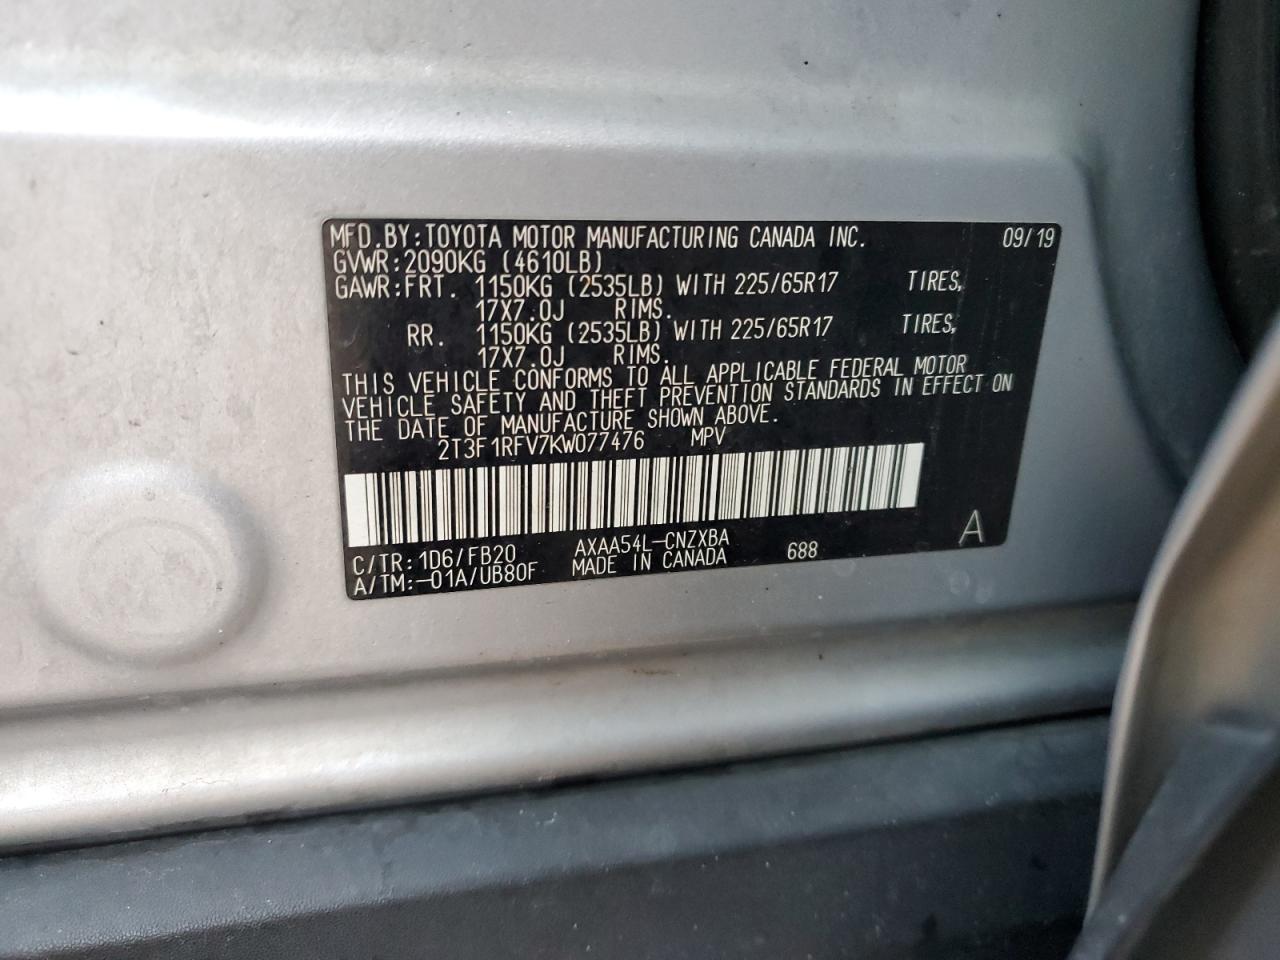 MFD.BY:TOYOTA MOTOR MANUFACTURING CANADA INC. 09/19
GVWR:2090KG (4610LB)
GAWR:FRT. 1150KG (2535LB) WITH 225/65R17 TIRES,
17X7.0J RIMS.
RR. 1150KG (2535LB) WITH 225/65R17 TIRES,
17X7.0J RIMS.
THIS VEHICLE CONFORMS TO ALL APPLICABLE FEDERAL MOTOR
VEHICLE SAFETY AND THEFT PREVENTION STANDARDS IN EFFECT ON
THE DATE OF MANUFACTURE SHOWN ABOVE.
2T3F1RFV7KW077476 MPV
C/TR:1D6/FB20 AXAA54L-CNZXBA 688 A
A/TM:-01A/UB80F MADE IN CANADA